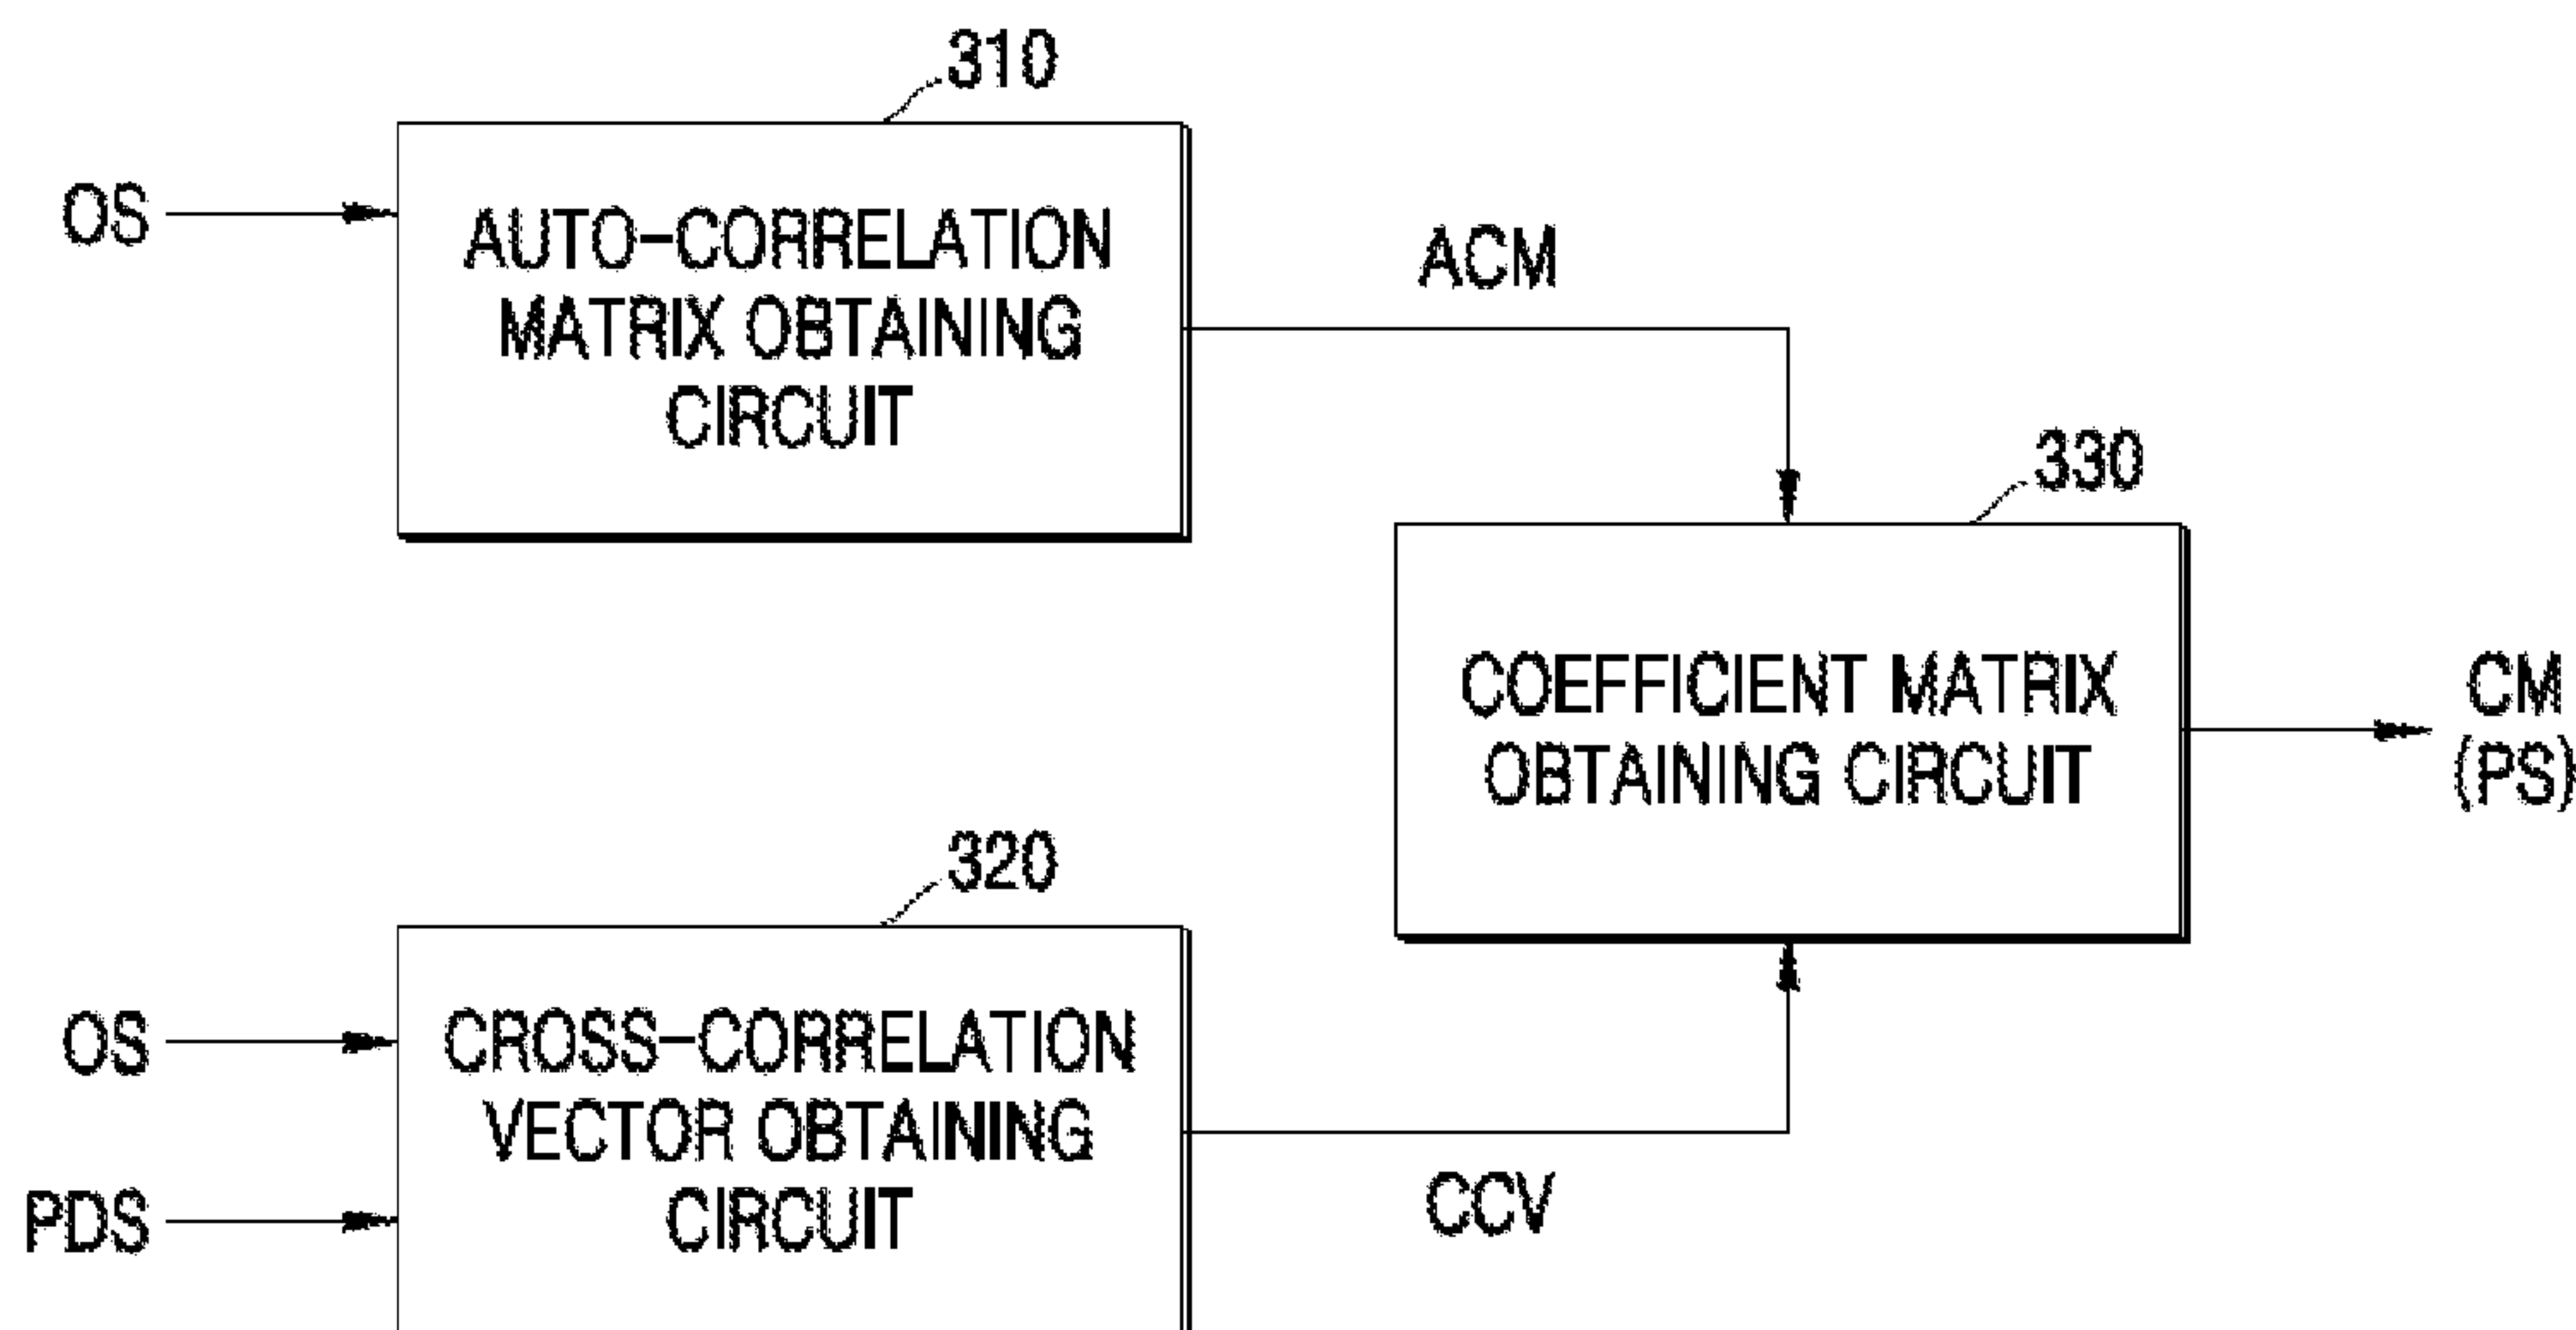 310
OS
AUTO-CORRELATION
MATRIX OBTAINING
CIRCUIT
ACM
330
COEFFICIENT MATRIX
OBTAINING CIRCUIT
CM
(PS)
320
OS
CROSS-CORRELATION
VECTOR OBTAINING
CIRCUIT
PDS
CCV